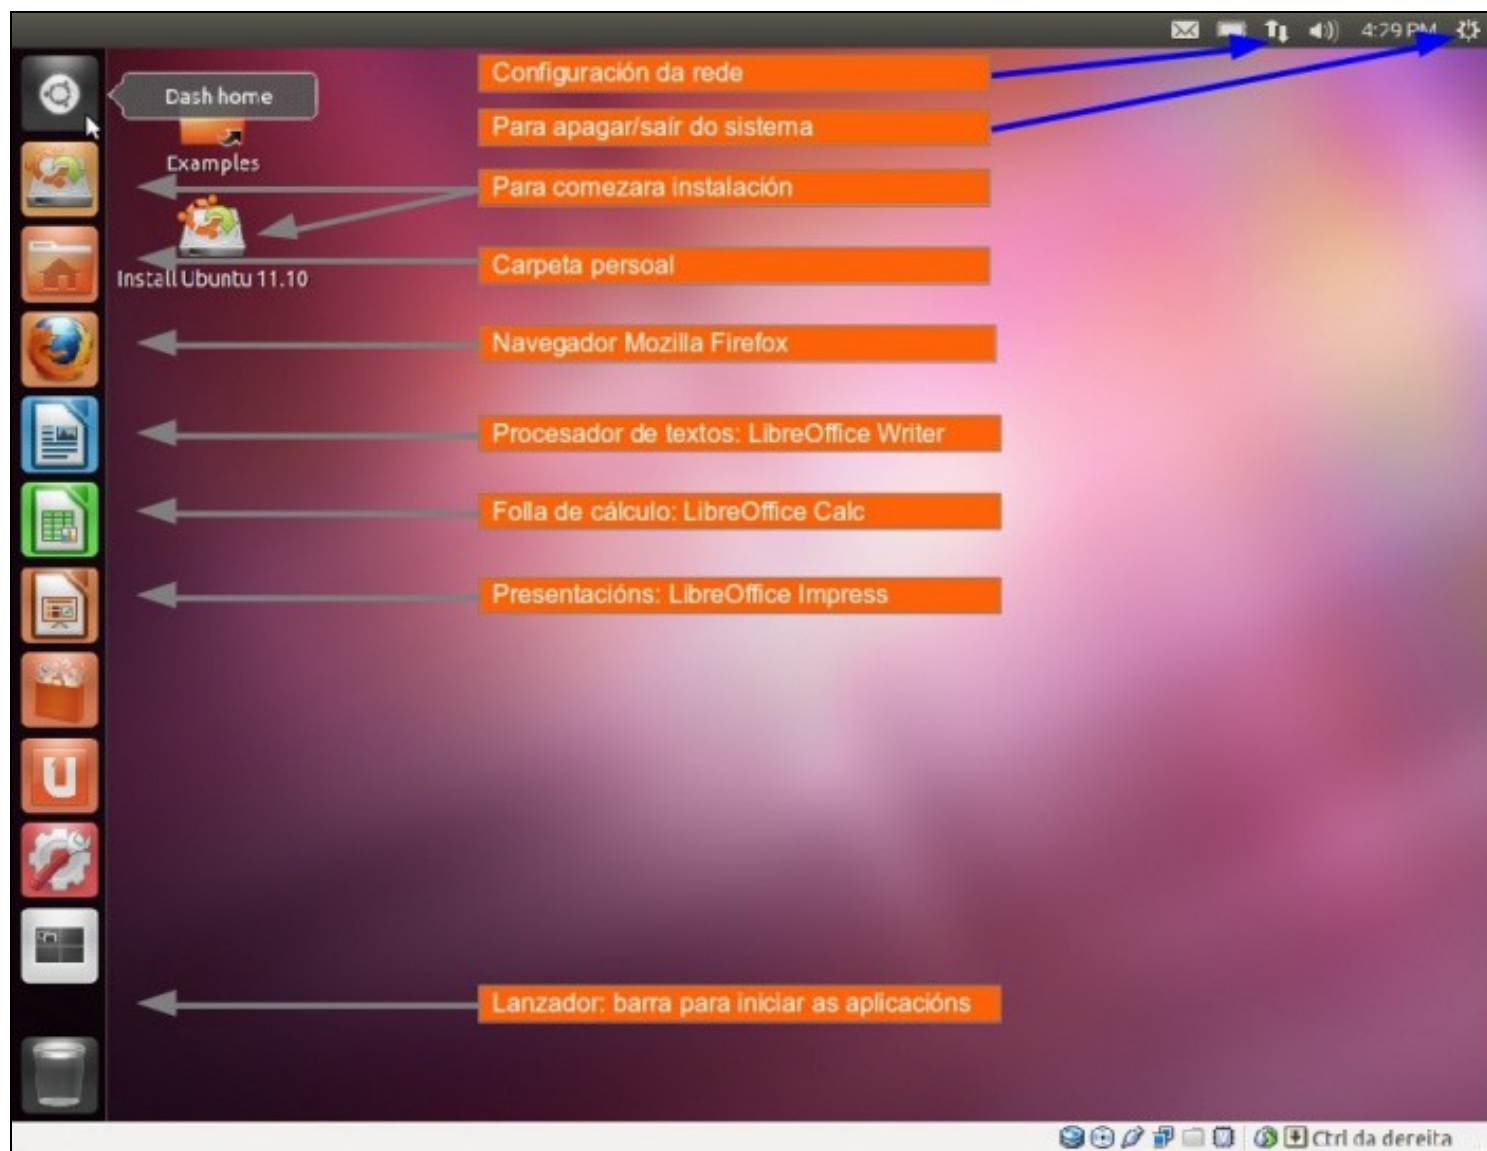 4:29 PM
Configuración da rede
Dash home
Para apagar/saír do sistema
Examples
Para comezara instalación
Carpeta persoal
Install Ubuntu 11.10
Navegador Mozilla Firefox
Procesador de textos: LibreOffice Writer
Folla de cálculo: LibreOffice Calc
Presentacións: LibreOffice Impress
U
Lanzador: barra para iniciar as aplicacións
Ctrl da dereita